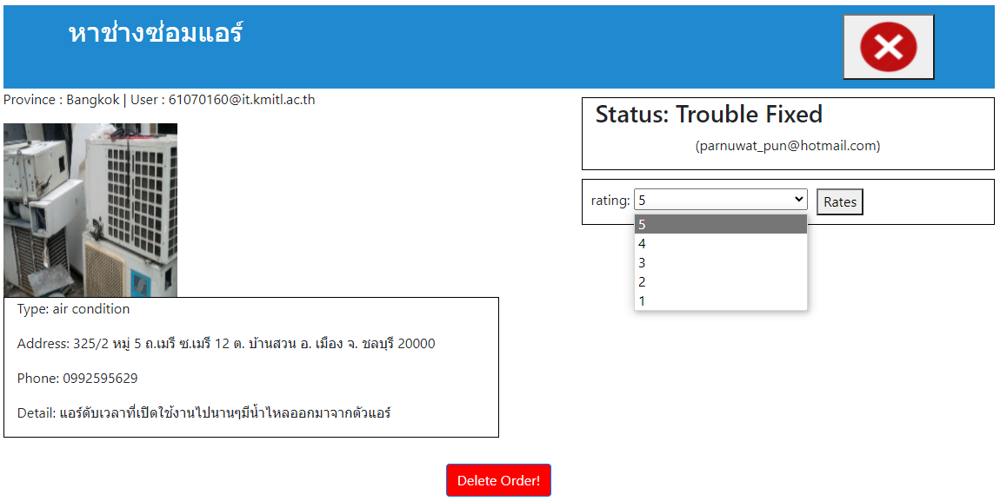 หาช่างซ่อมแอร์
Province : Bangkok | User : 61070160@it.kmitl.ac.th
Status: Trouble Fixed
(parnuwat_pun@hotmail.com)
rating: 5
Rates
5
4
3
2
1
Type: air condition
Address: 325/2 หมู่ 5 ถ.เมรี ซ.เมรี 12 ต. บ้านสวน อ. เมือง จ. ชลบุรี 20000
Phone: 0992595629
Detail: แอร์ดับเวลาที่เปิดใช้งานไปนานๆมีน้ำไหลออกมาจากตัวแอร์
Delete Order!